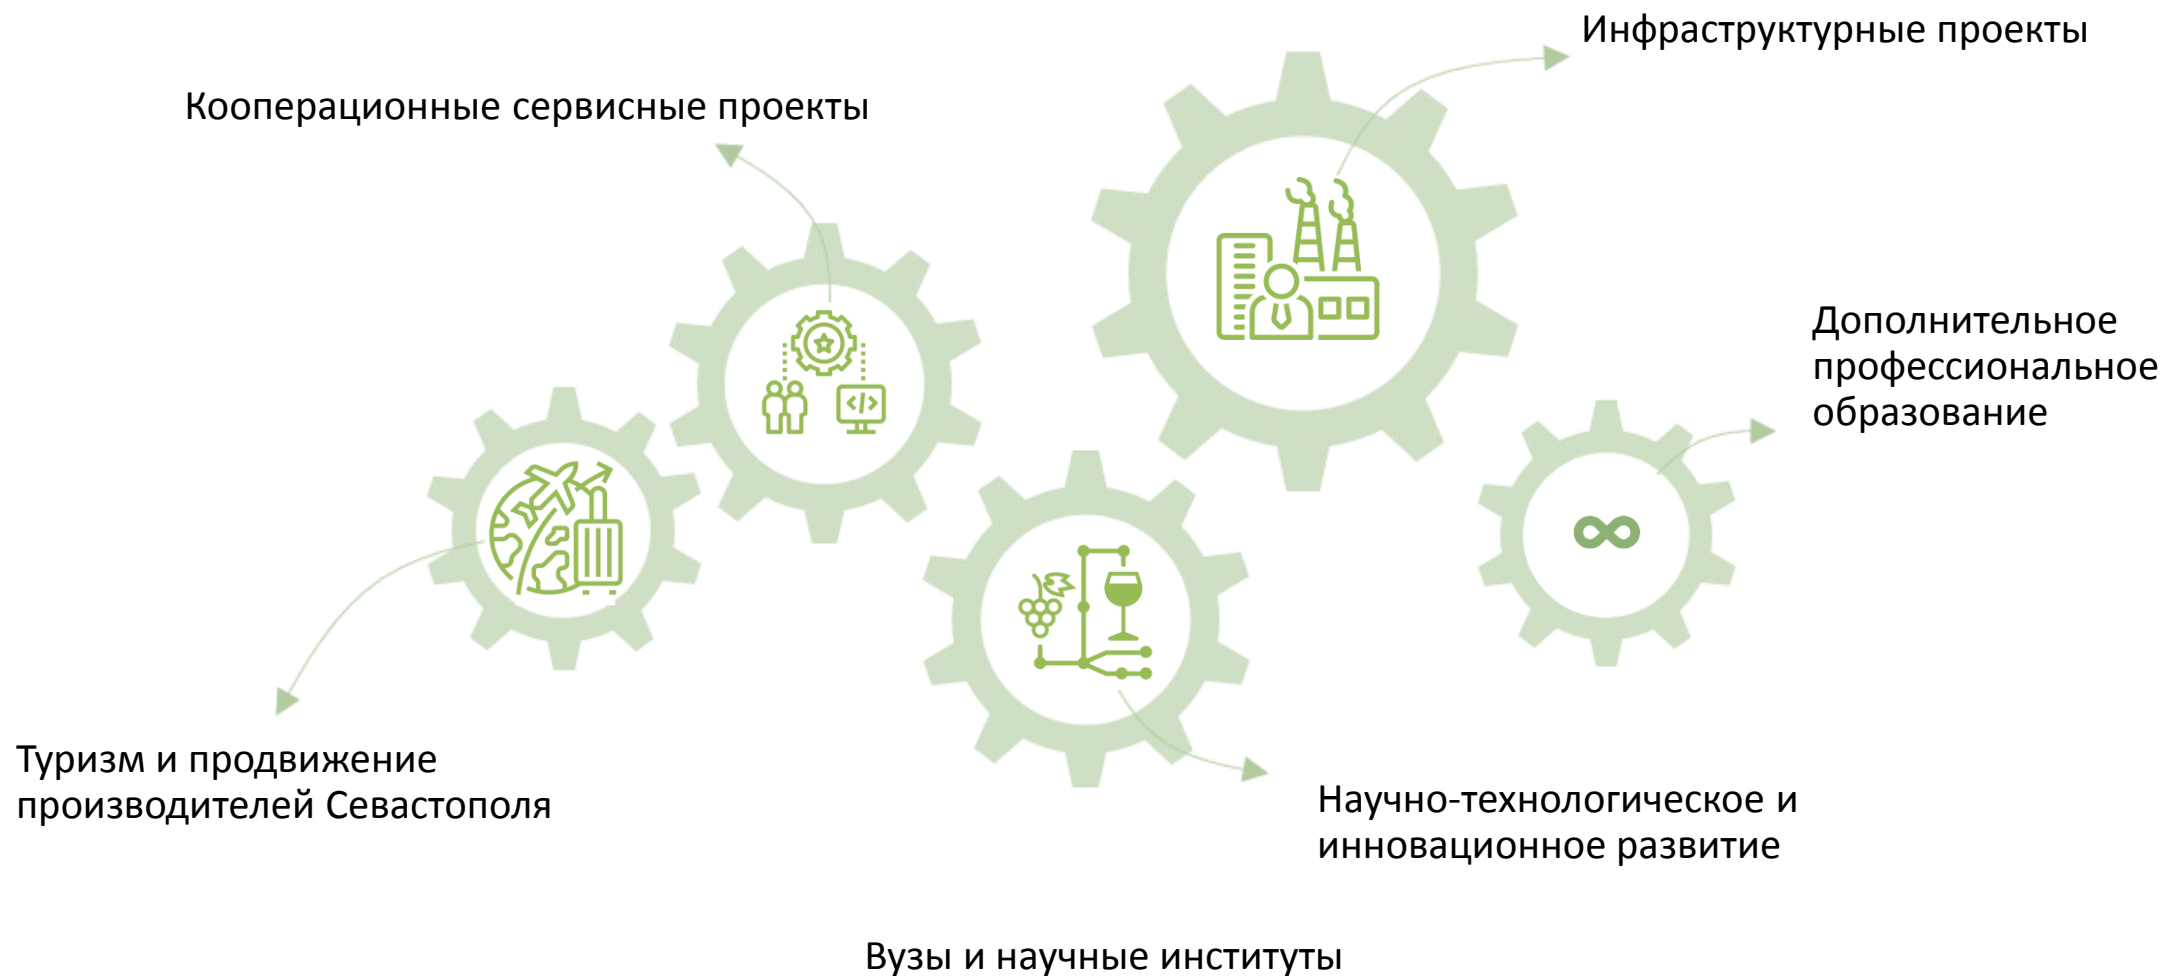 Инфраструктурные проекты
Кооперационные сервисные проекты
Дополнительное
профессиональное
образование
Туризм и продвижение
производителей Севастополя
Научно-технологическое и
инновационное развитие
Вузы и научные институты